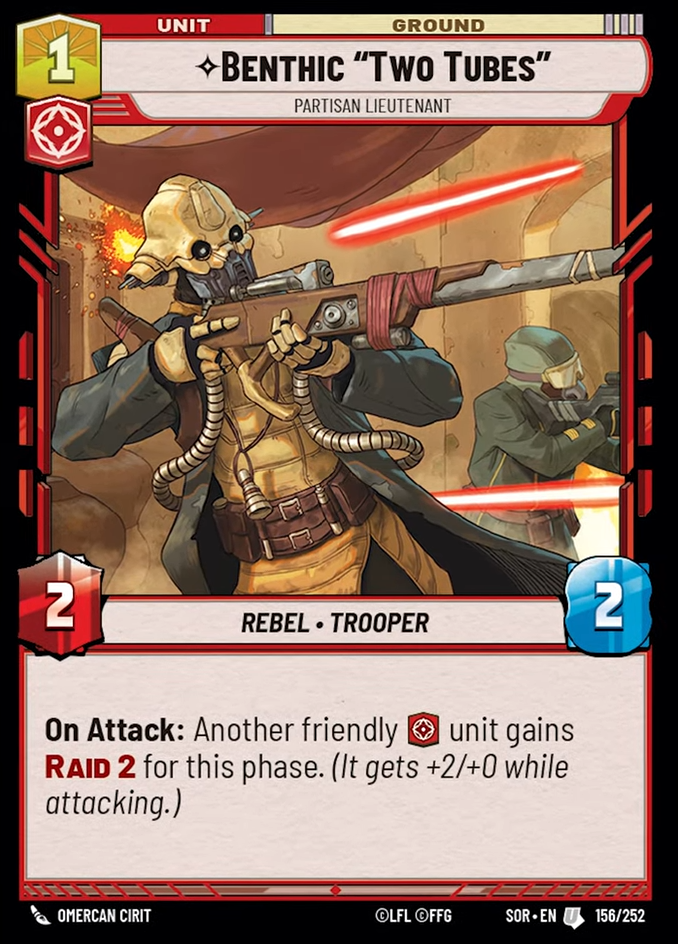 UNIT
GROUND
1
✧BENTHIC “TWO TUBES”
PARTISAN LIEUTENANT
2
REBEL • TROOPER
2
On Attack: Another friendly unit gains
RAID 2 for this phase. (It gets +2/+0 while
attacking.)
OMERCAN CIRIT
©LFL ©FFG
SOR • EN U 156/252